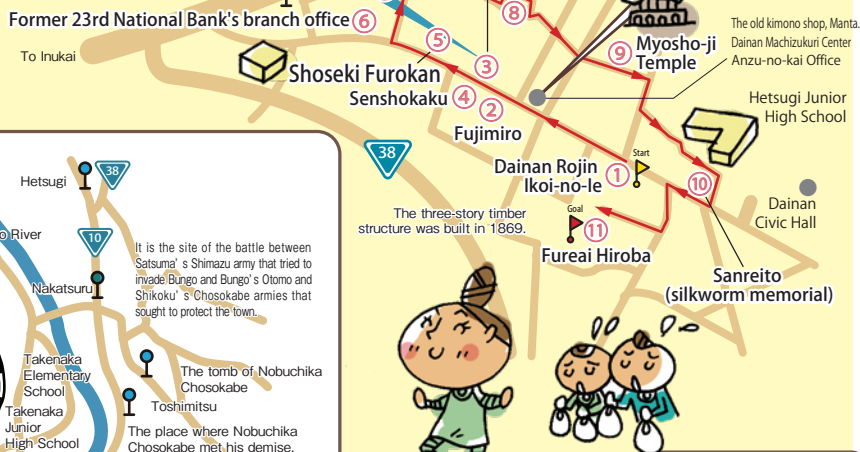 Former 23rd National Bank's branch office ⑥
⑧
The old kimono shop, Manta.
Dainan Machizukuri Center
Anzu-no-kai Office
To Inukai
⑤
⑨ Myosho-ji
Temple
③
Shoseki Furokan
Senshokaku ④
②
Fujimiro
Hetsugi Junior
High School
38
Start
Dainan Rojin
Ikoi-no-Ie ①
⑩
Goal
⑪
Fureai Hiroba
The three-story timber
structure was built in 1869.
Dainan
Civic Hall
Sanreito
(silkworm memorial)
Hetsugi
38
o River
10
It is the site of the battle between
Satsuma' s Shimazu army that tried to
invade Bungo and Bungo' s Otomo and
Shikoku' s Chosokabe armies that
sought to protect the town.
Nakatsuru
Takenaka
Elementary
School
The tomb of Nobuchika
Chosokabe
Toshimitsu
Takenaka
Junior
High School
The place where Nobuchika
Chosokabe met his demise.